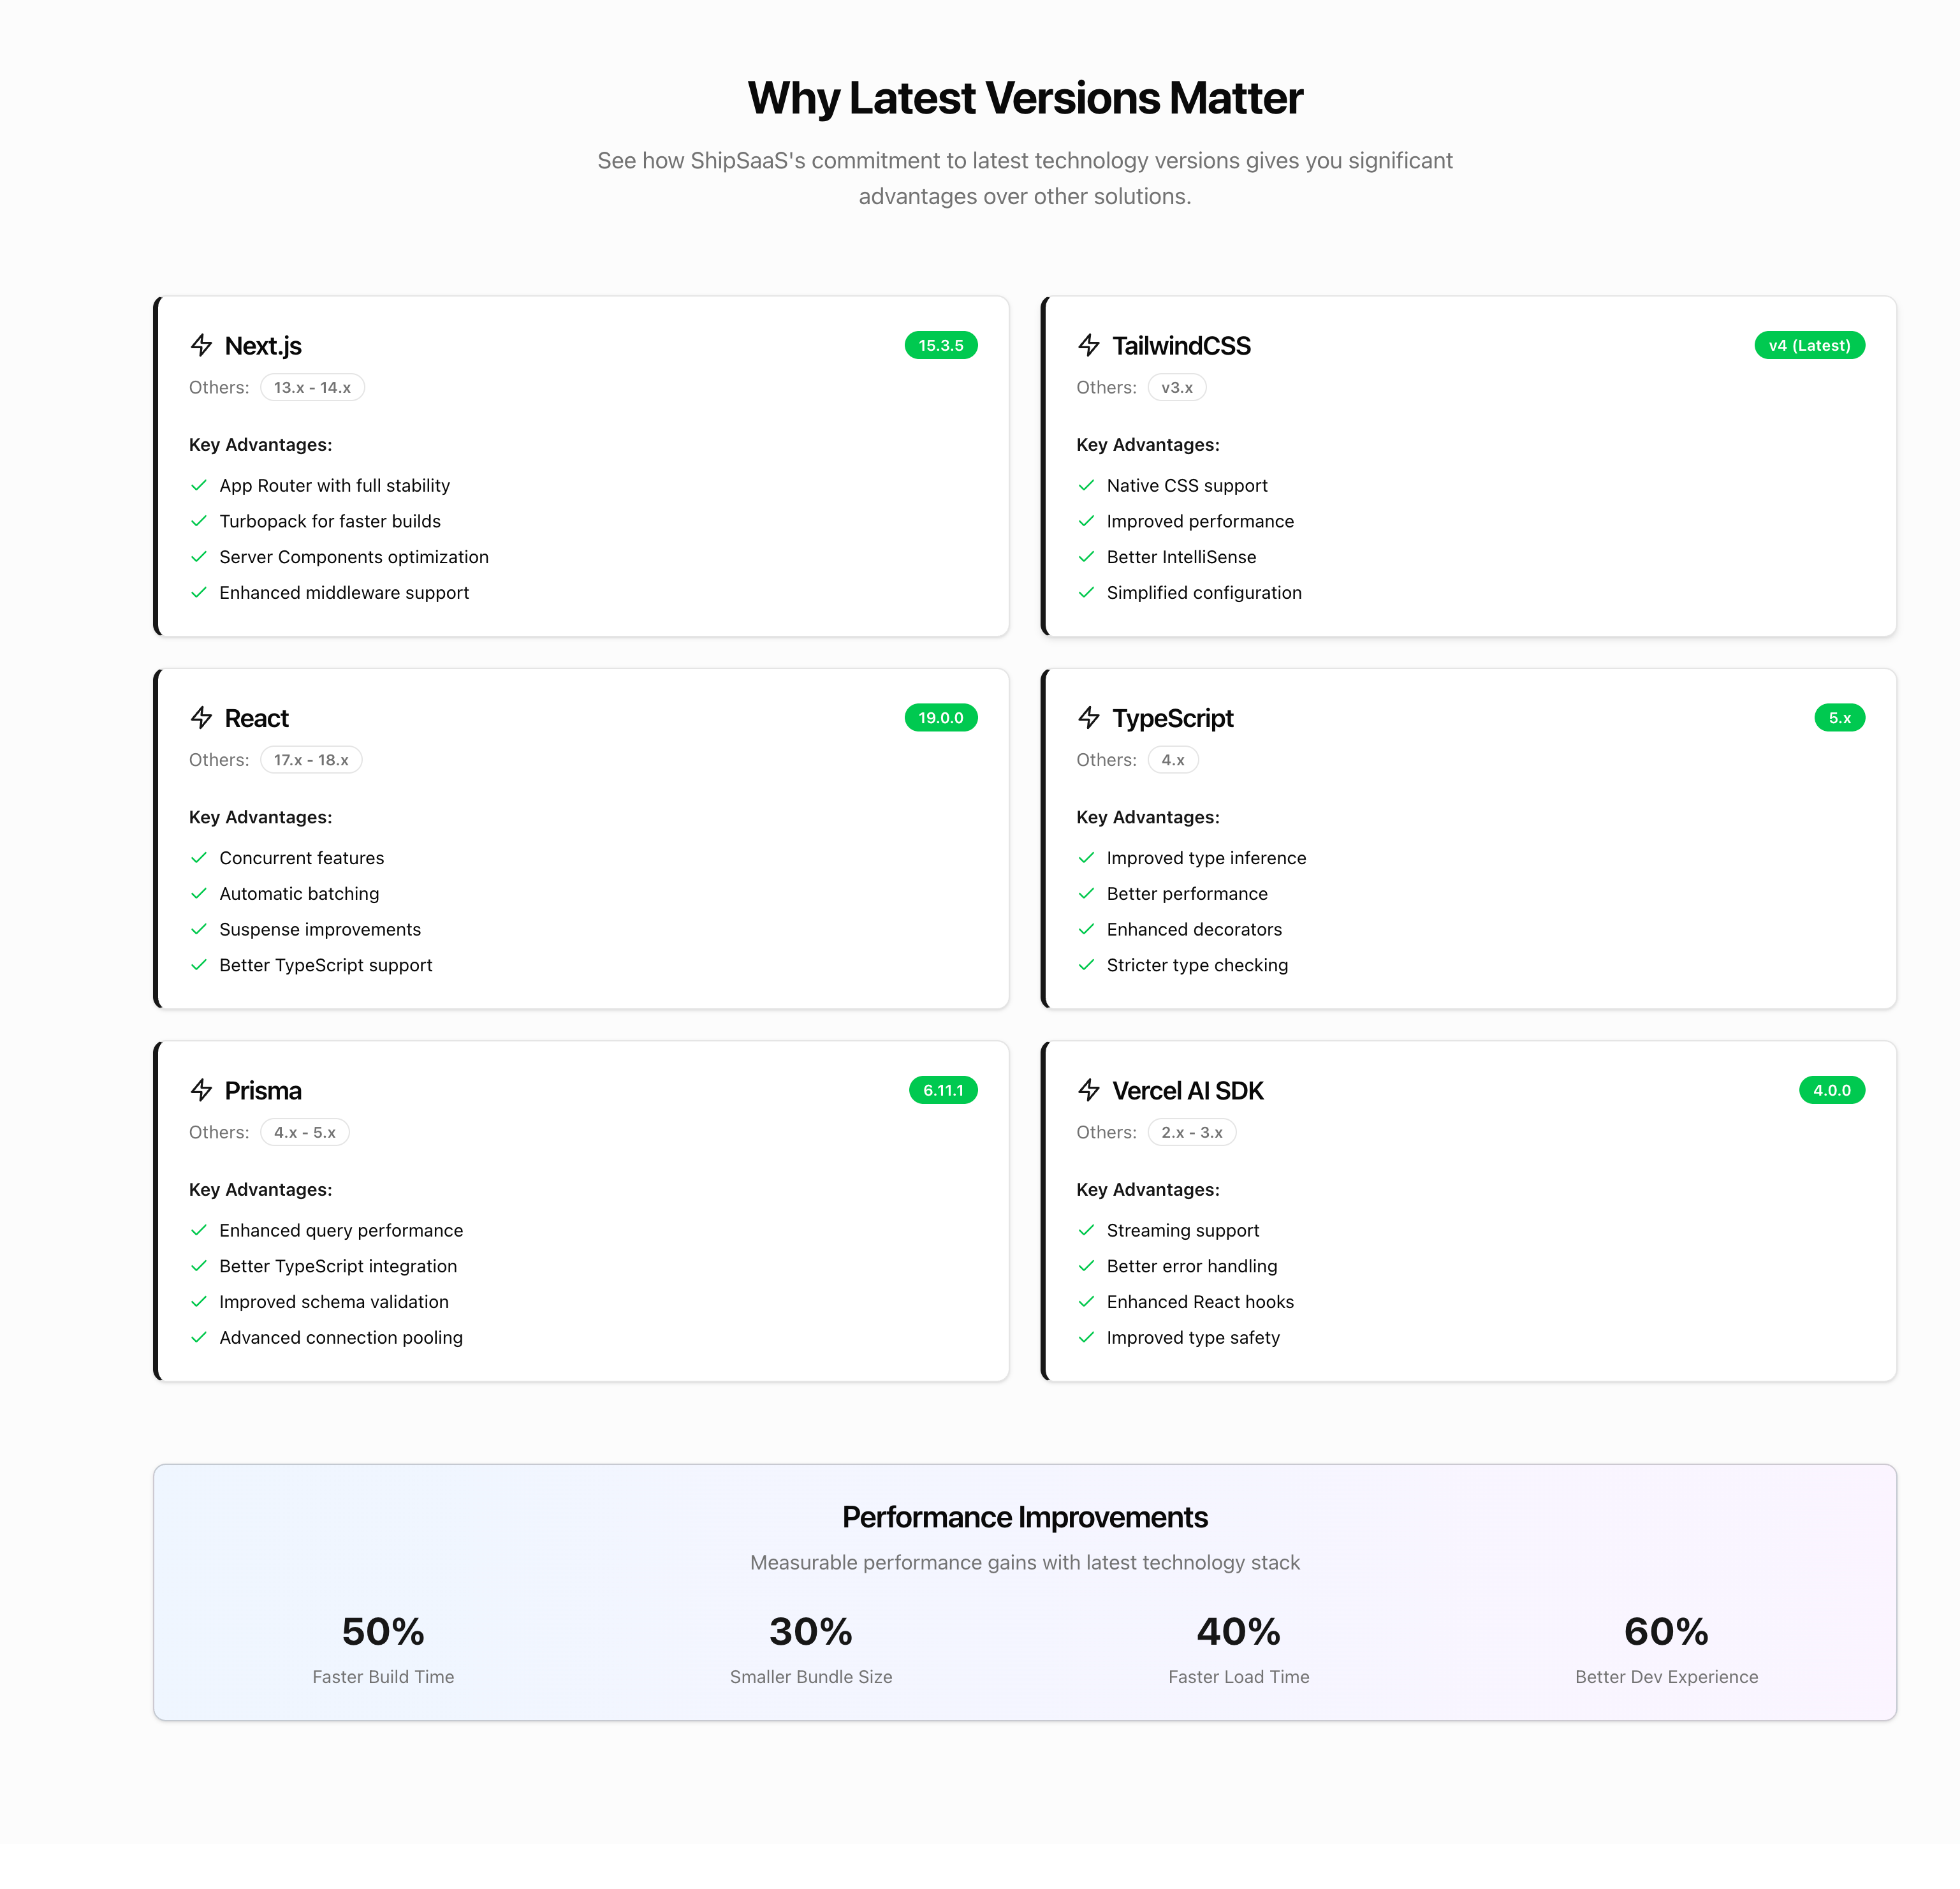 Why Latest Versions Matter
See how ShipSaaS's commitment to latest technology versions gives you significant
advantages over other solutions.
Next.js
15.3.5
Others: 13.x - 14.x
Key Advantages:
App Router with full stability
Turbopack for faster builds
Server Components optimization
Enhanced middleware support
TailwindCSS
v4 (Latest)
Others: v3.x
Key Advantages:
Native CSS support
Improved performance
Better IntelliSense
Simplified configuration
React
19.0.0
Others: 17.x - 18.x
Key Advantages:
Concurrent features
Automatic batching
Suspense improvements
Better TypeScript support
TypeScript
5.x
Others: 4.x
Key Advantages:
Improved type inference
Better performance
Enhanced decorators
Stricter type checking
Prisma
6.11.1
Others: 4.x - 5.x
Key Advantages:
Enhanced query performance
Better TypeScript integration
Improved schema validation
Advanced connection pooling
Vercel AI SDK
4.0.0
Others: 2.x - 3.x
Key Advantages:
Streaming support
Better error handling
Enhanced React hooks
Improved type safety
Performance Improvements
Measurable performance gains with latest technology stack
50%
Faster Build Time
30%
Smaller Bundle Size
40%
Faster Load Time
60%
Better Dev Experience